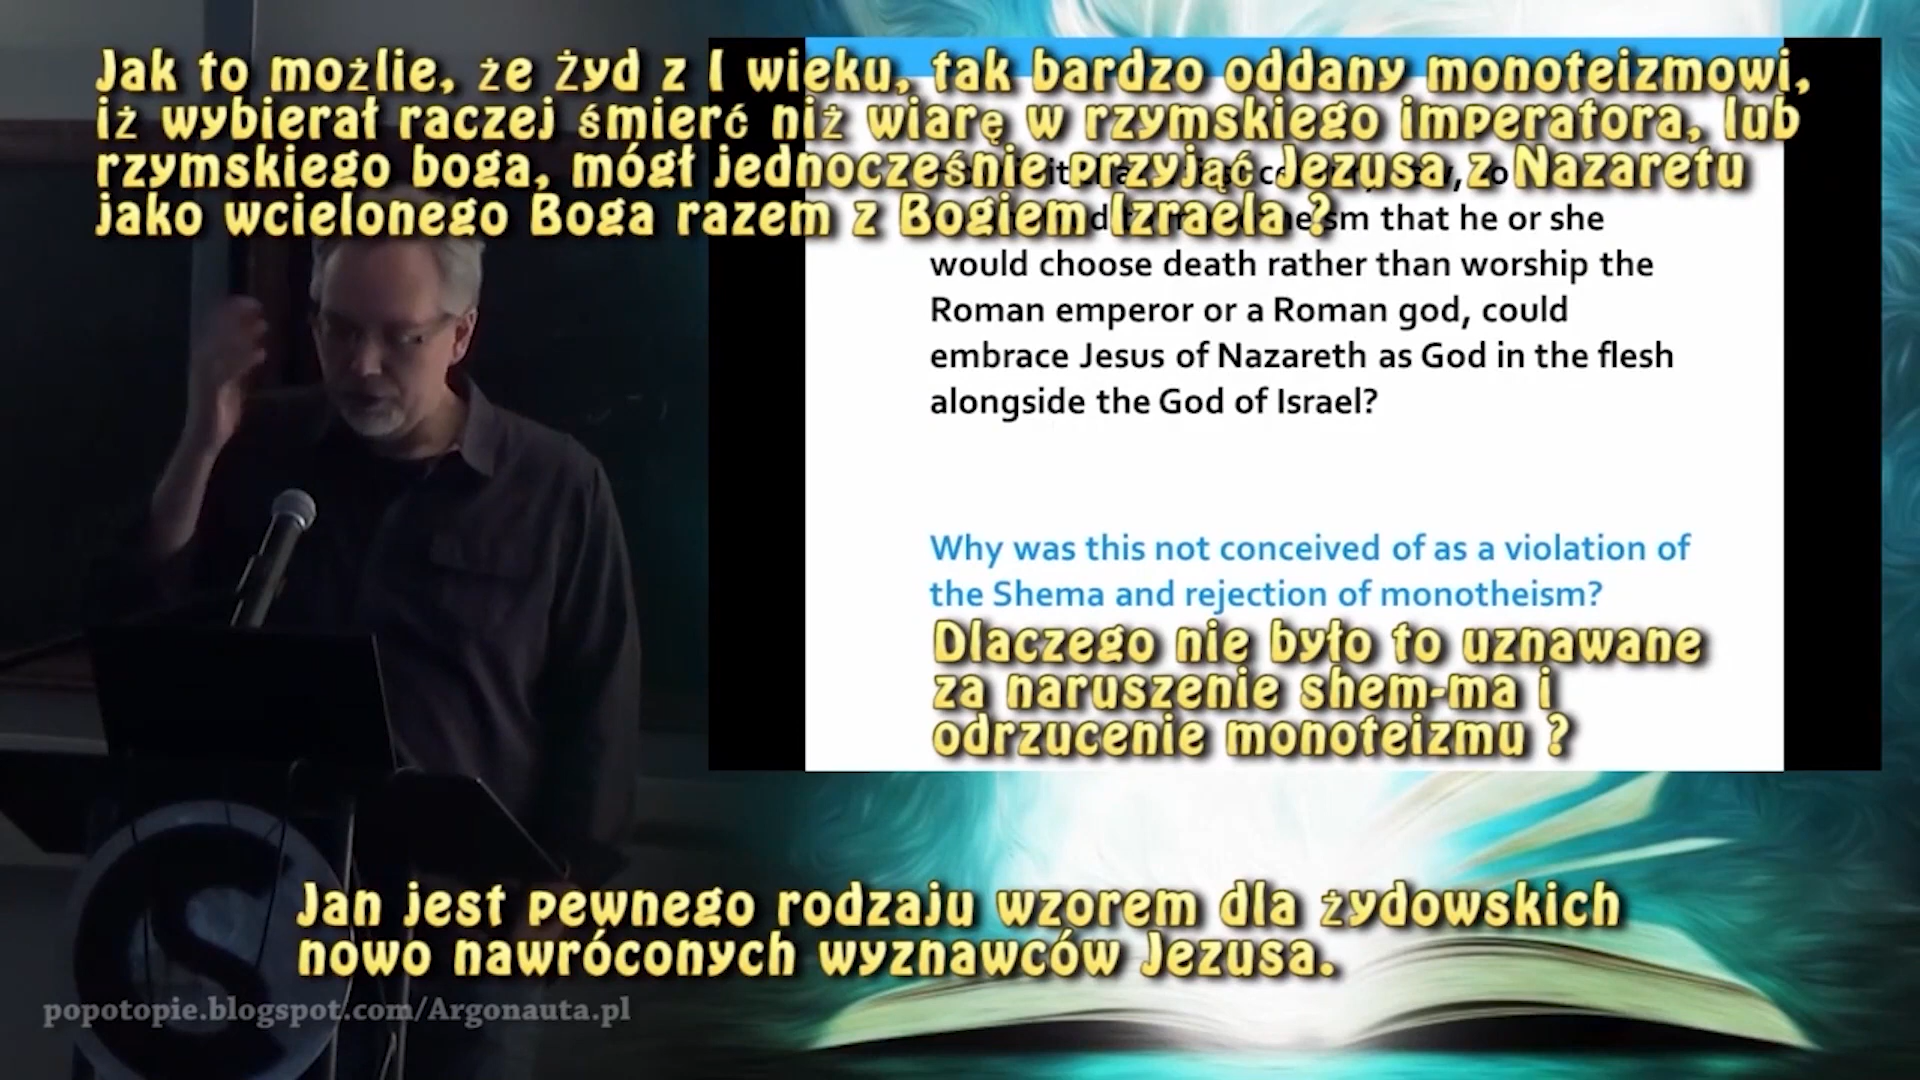 Jak to możlie, że Żyd z I wieku, tak bardzo oddany monoteizmowi,
iż wybierał raczej śmierć niż wiarę w rzymskiego imperatora, lub
rzymskiego boga, mógł jednocześnie przyjąć Jezusa z Nazaretu
jako wcielonego Boga razem z Bogiem Izraela ?
that he or she
would choose death rather than worship the
Roman emperor or a Roman god, could
embrace Jesus of Nazareth as God in the flesh
alongside the God of Israel?
Why was this not conceived of as a violation of
the Shema and rejection of monotheism?
Dlaczego nie było to uznawane
za naruszenie shem-ma i
odrzucenie monoteizmu ?
Jan jest pewnego rodzaju wzorem dla żydowskich
nowo nawróconych wyznawców Jezusa.
popotopie.blogspot.com/Argonauta.pl
S